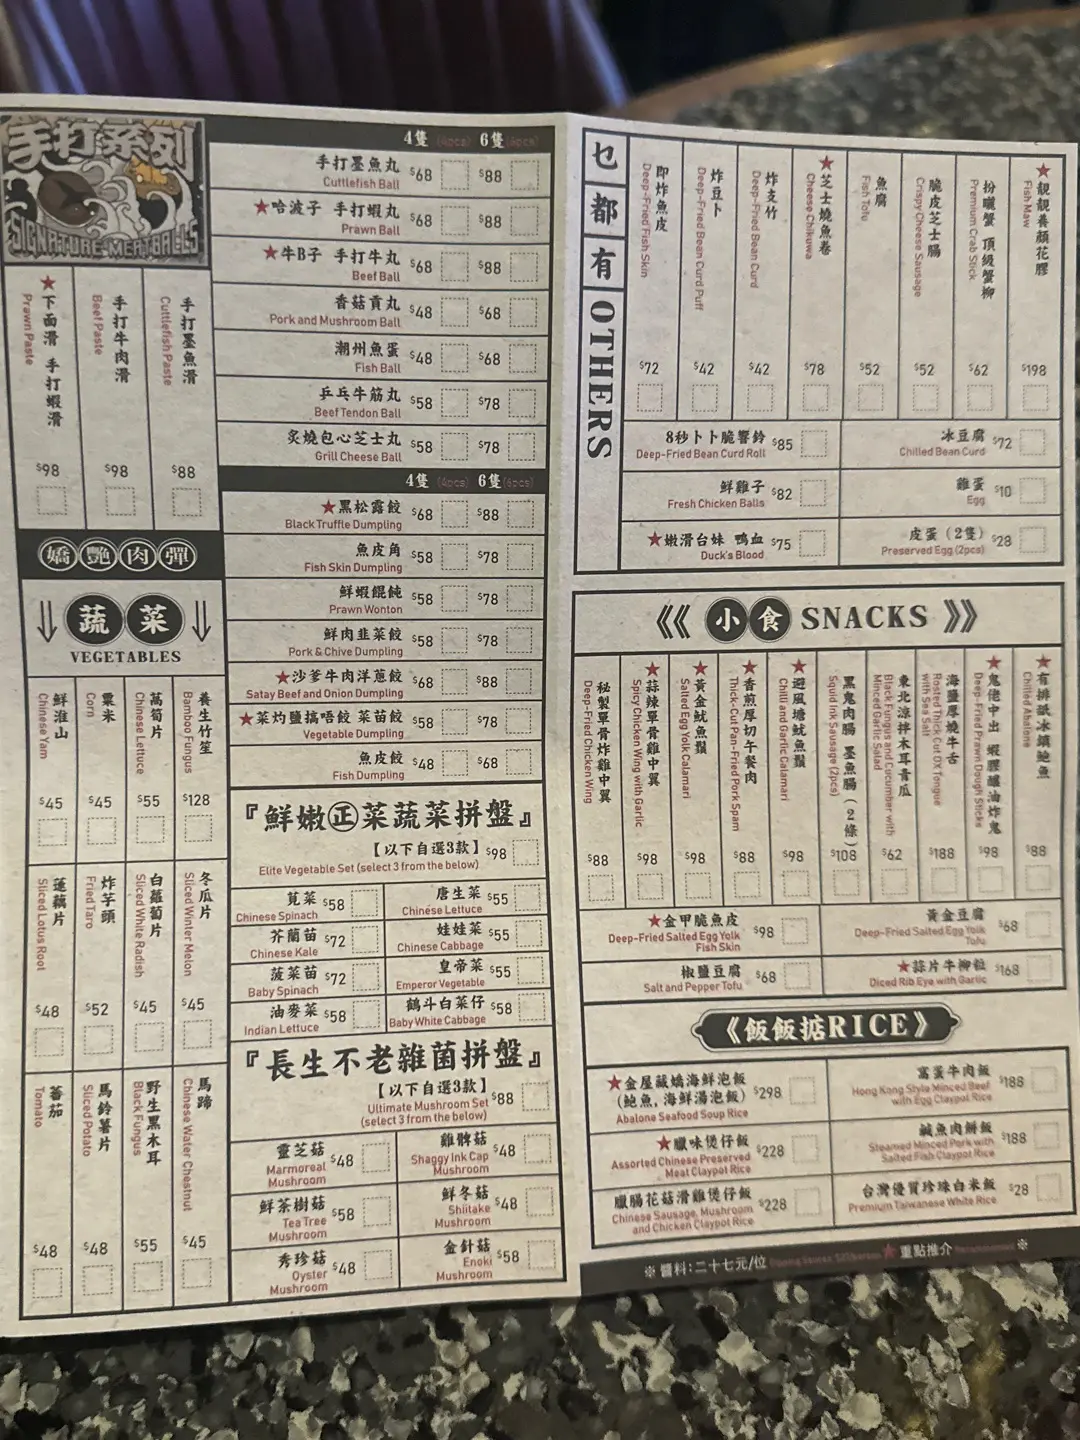 手打系列
SIGNATURE MEATBALLS
★下面滑 手打蝦滑
Prawn Paste
$98
手打牛肉滑
Beef Paste
$98
手打墨魚滑
Cuttlefish Paste
$88
嬌艷肉彈
4隻 (4pcs) 6隻 (6pcs)
手打墨魚丸 $68 $88
Cuttlefish Ball
★哈波子 手打蝦丸 $68 $88
Prawn Ball
★牛B子 手打牛丸 $68 $88
Beef Ball
香菇貢丸 $48 $68
Pork and Mushroom Ball
潮州魚蛋 $48 $68
Fish Ball
乒乓牛筋丸 $58 $78
Beef Tendon Ball
炙燒包心芝士丸 $58 $78
Grill Cheese Ball
4隻 (4pcs) 6隻 (6pcs)
★黑松露餃 $68 $88
Black Truffle Dumpling
魚皮角 $58 $78
Fish Skin Dumpling
鮮蝦餛飩 $58 $78
Prawn Wonton
鮮肉韭菜餃 $58 $78
Pork & Chive Dumpling
★沙爹牛肉洋蔥餃 $68 $88
Satay Beef and Onion Dumpling
★菜灼鹽搞唔餃 菜苗餃 $58 $78
Vegetable Dumpling
魚皮餃 $48 $68
Fish Dumpling
蔬菜
VEGETABLES
鮮淮山
Chinese Yam
$45
粟米
Corn
$45
萵筍片
Chinese Lettuce
$55
養生竹笙
Bamboo Fungus
$128
蓮藕片
Sliced Lotus Root
$48
炸芋頭
Fried Taro
$52
白蘿蔔片
Sliced White Radish
$45
冬瓜片
Sliced Winter Melon
$45
蕃茄
Tomato
$48
馬鈴薯片
Sliced Potato
$48
野生黑木耳
Black Fungus
$55
馬蹄
Chinese Water Chestnut
$45
『鮮嫩正菜蔬菜拼盤』
【以下自選3款】 $98
Elite Vegetable Set (select 3 from the below)
莧菜 $58
Chinese Spinach
唐生菜 $55
Chinese Lettuce
芥蘭苗 $72
Chinese Kale
娃娃菜 $55
Chinese Cabbage
菠菜苗 $72
Baby Spinach
皇帝菜 $55
Emperor Vegetable
油麥菜 $58
Indian Lettuce
鶴斗白菜仔 $58
Baby White Cabbage
『長生不老雜菌拼盤』
【以下自選3款】 $88
Ultimate Mushroom Set
(select 3 from the below)
靈芝菇 $48
Marmoreal
Mushroom
雞髀菇 $48
Shaggy Ink Cap
Mushroom
鮮茶樹菇 $58
Tea Tree
Mushroom
鮮冬菇 $48
Shiitake
Mushroom
秀珍菇 $48
Oyster
Mushroom
金針菇 $58
Enoki
Mushroom
乜都有 OTHERS
即炸魚皮
Deep-Fried Fish Skin
$72
炸豆卜
Deep-Fried Bean Curd Puff
$42
炸支竹
Deep-Fried Bean Curd
$42
★芝士燒魚卷
Cheese Chikuwa
$78
魚腐
Fish Tofu
$52
脆皮芝士腸
Crispy Cheese Sausage
$52
扮曬蟹 頂級蟹柳
Premium Crab Stick
$62
★靚靚養顏花膠
Fish Maw
$198
8秒卜卜脆響鈴 $85
Deep-Fried Bean Curd Roll
冰豆腐 $72
Chilled Bean Curd
鮮雞子 $82
Fresh Chicken Balls
雞蛋 $10
Egg
★嫩滑台妹 鴨血 $75
Duck's Blood
皮蛋 (2隻) $28
Preserved Egg (2pcs)
小食 SNACKS
秘製單骨炸雞中翼
Deep-Fried Chicken Wing
$88
★蒜辣單骨雞中翼
Spicy Chicken Wing with Garlic
$98
★黃金魷魚鬚
Salted Egg Yolk Calamari
$98
★香煎厚切午餐肉
Thick-Cut Pan-Fried Pork Spam
$88
★避風塘魷魚鬚
Chilli and Garlic Calamari
$98
黑鬼肉腸 墨魚腸 (2條)
Squid Ink Sausage (2pcs)
$108
東北涼拌木耳青瓜
Black Fungus and Cucumber with
Minced Garlic Salad
$62
海鹽厚燒牛舌
Rosted Thick Cut OX Tongue
with Sea Salt
$188
★鬼佬中出 蝦膠釀油炸鬼
Deep-Fried Prawn Dough Sticks
$98
★有排舐冰鎮鮑魚
Chilled Abalone
$88
★金甲脆魚皮 $98
Deep-Fried Salted Egg Yolk
Fish Skin
黃金豆腐 $68
Deep-Fried Salted Egg Yolk
Tofu
椒鹽豆腐 $68
Salt and Pepper Tofu
★蒜片牛柳粒 $168
Diced Rib Eye with Garlic
《飯飯掂RICE》
★金屋藏嬌海鮮泡飯 $298
(鮑魚, 海鮮湯泡飯)
Abalone Seafood Soup Rice
窩蛋牛肉飯 $188
Hong Kong Style Minced Beef
with Egg Claypot Rice
★臘味煲仔飯 $228
Assorted Chinese Preserved
Meat Claypot Rice
鹹魚肉餅飯 $188
Steamed Minced Pork with
Salted Fish Claypot Rice
臘腸花菇滑雞煲仔飯 $228
Chinese Sausage, Mushroom
and Chicken Claypot Rice
台灣優質珍珠白米飯 $28
Premium Taiwanese White Rice
※ 醬料:二十七元/位 ★重點推介 ※